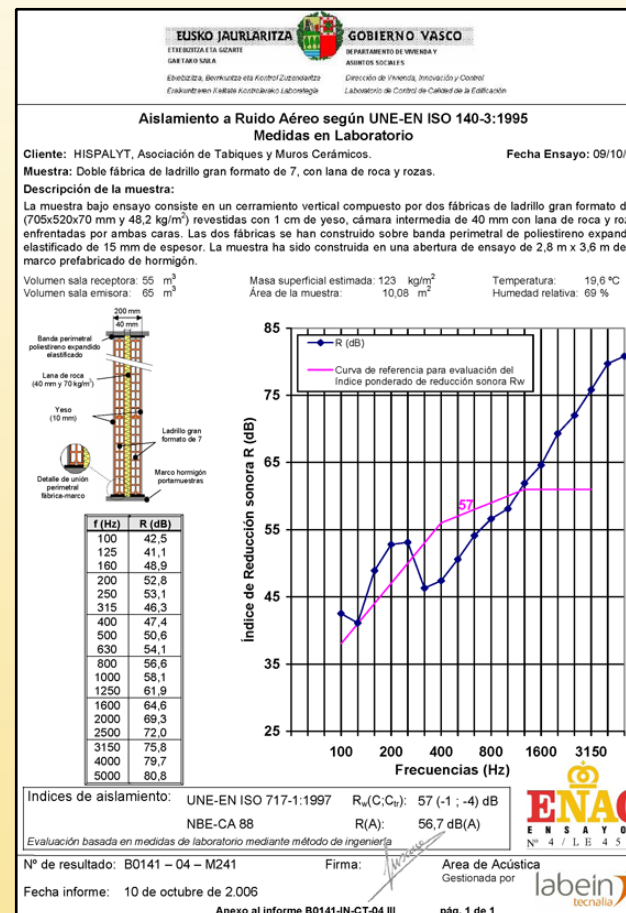 EUSKO JAURLARITZA
GOBIERNO VASCO
ETXEBIZITZA ETA GIZARTE
GAIETAKO SAILA
DEPARTAMENTO DE VIVIENDA Y
ASUNTOS SOCIALES
Etxebizitza, Berrikuntza eta Kontrol Zuzendaritza
Eraikuntzaren Kalitate Kontrolerako Laborategia
Dirección de Vivienda, Innovación y Control
Laboratorio de Control de Calidad de la Edificación
Aislamiento a Ruido Aéreo según UNE-EN ISO 140-3:1995
Medidas en Laboratorio
Cliente: HISPALYT, Asociación de Tabiques y Muros Cerámicos.
Fecha Ensayo: 09/10/
Muestra: Doble fábrica de ladrillo gran formato de 7, con lana de roca y rozas.
Descripción de la muestra:
La muestra bajo ensayo consiste en un cerramiento vertical compuesto por dos fábricas de ladrillo gran formato d
(705x520x70 mm y 48,2 kg/m²) revestidas con 1 cm de yeso, cámara intermedia de 40 mm con lana de roca y roz
enfrentadas por ambas caras. Las dos fábricas se han construido sobre banda perimetral de poliestireno expand
elastificado de 15 mm de espesor. La muestra ha sido construida en una abertura de ensayo de 2,8 m x 3,6 m de
marco prefabricado de hormigón.
Volumen sala receptora: 55 m³
Volumen sala emisora: 65 m³
Masa superficial estimada: 123 kg/m²
Área de la muestra: 10,08 m²
Temperatura: 19,6 ºC
Humedad relativa: 69 %
200 mm
40 mm
Banda perimetral
poliestireno expandido
elastificado
Lana de roca
(40 mm y 70 kg/m³)
Yeso
(10 mm)
Ladrillo gran
formato de 7
Detalle de unión
perimetral
fábrica-marco
Marco hormigón
portamuestras
f (Hz) R (dB)
100 42,5
125 41,1
160 48,9
200 52,8
250 53,1
315 46,3
400 47,4
500 50,6
630 54,1
800 56,6
1000 58,1
1250 61,9
1600 64,6
2000 69,3
2500 72,0
3150 75,8
4000 79,7
5000 80,8
Índice de Reducción sonora R (dB)
85
75
65
55
45
35
25
R (dB)
Curva de referencia para evaluación del
índice ponderado de reducción sonora Rw
57
100 200 400 800 1600 3150
Frecuencias (Hz)
Indices de aislamiento: UNE-EN ISO 717-1:1997 Rw(C;Ctr): 57 (-1 ; -4) dB
NBE-CA 88 R(A): 56,7 dB(A)
Evaluación basada en medidas de laboratorio mediante método de ingeniería
ENAC
E N S A Y O
Nº 4 / L E 4 5
Nº de resultado: B0141 – 04 – M241
Firma:
Area de Acústica
Gestionada por
labein
tecnalia
Fecha informe: 10 de octubre de 2.006
Anexo al informe B0141-IN-CT-04 III pág. 1 de 1